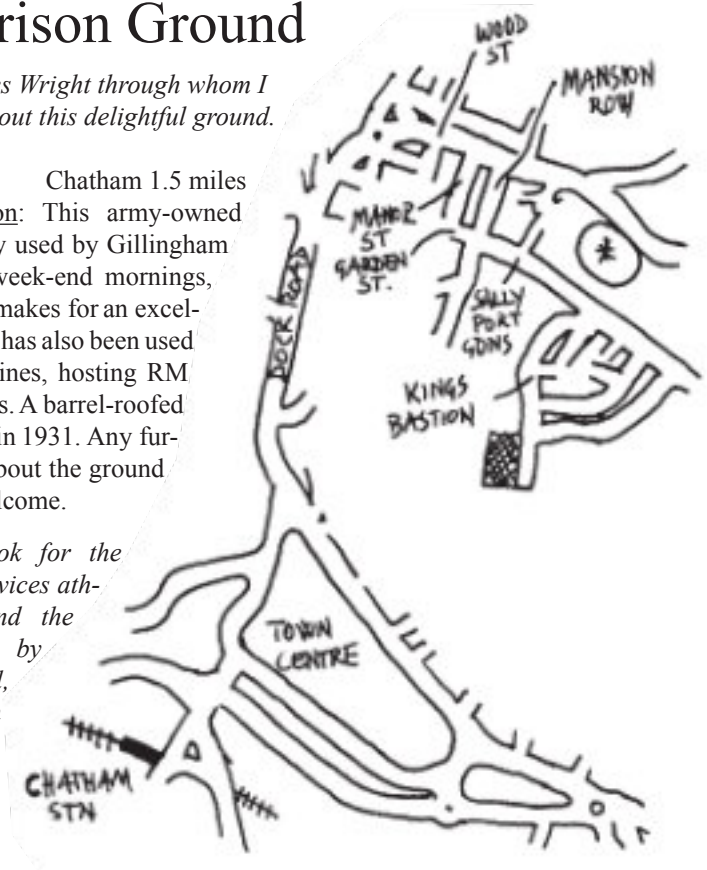 rison Ground
s Wright through whom I
out this delightful ground.
Chatham 1.5 miles
on: This army-owned
y used by Gillingham
week-end mornings,
makes for an excel-
has also been used
ines, hosting RM
s. A barrel-roofed
in 1931. Any fur-
bout the ground
lcome.
ok for the
vices ath-
nd the
by
l,
WOOD
ST
MANSION
ROW
MANOR
ST
GARDEN
ST.
SALLY
PORT
GDNS
DOCK ROAD
KINGS
BASTION
TOWN
CENTRE
CHATHAM
STN